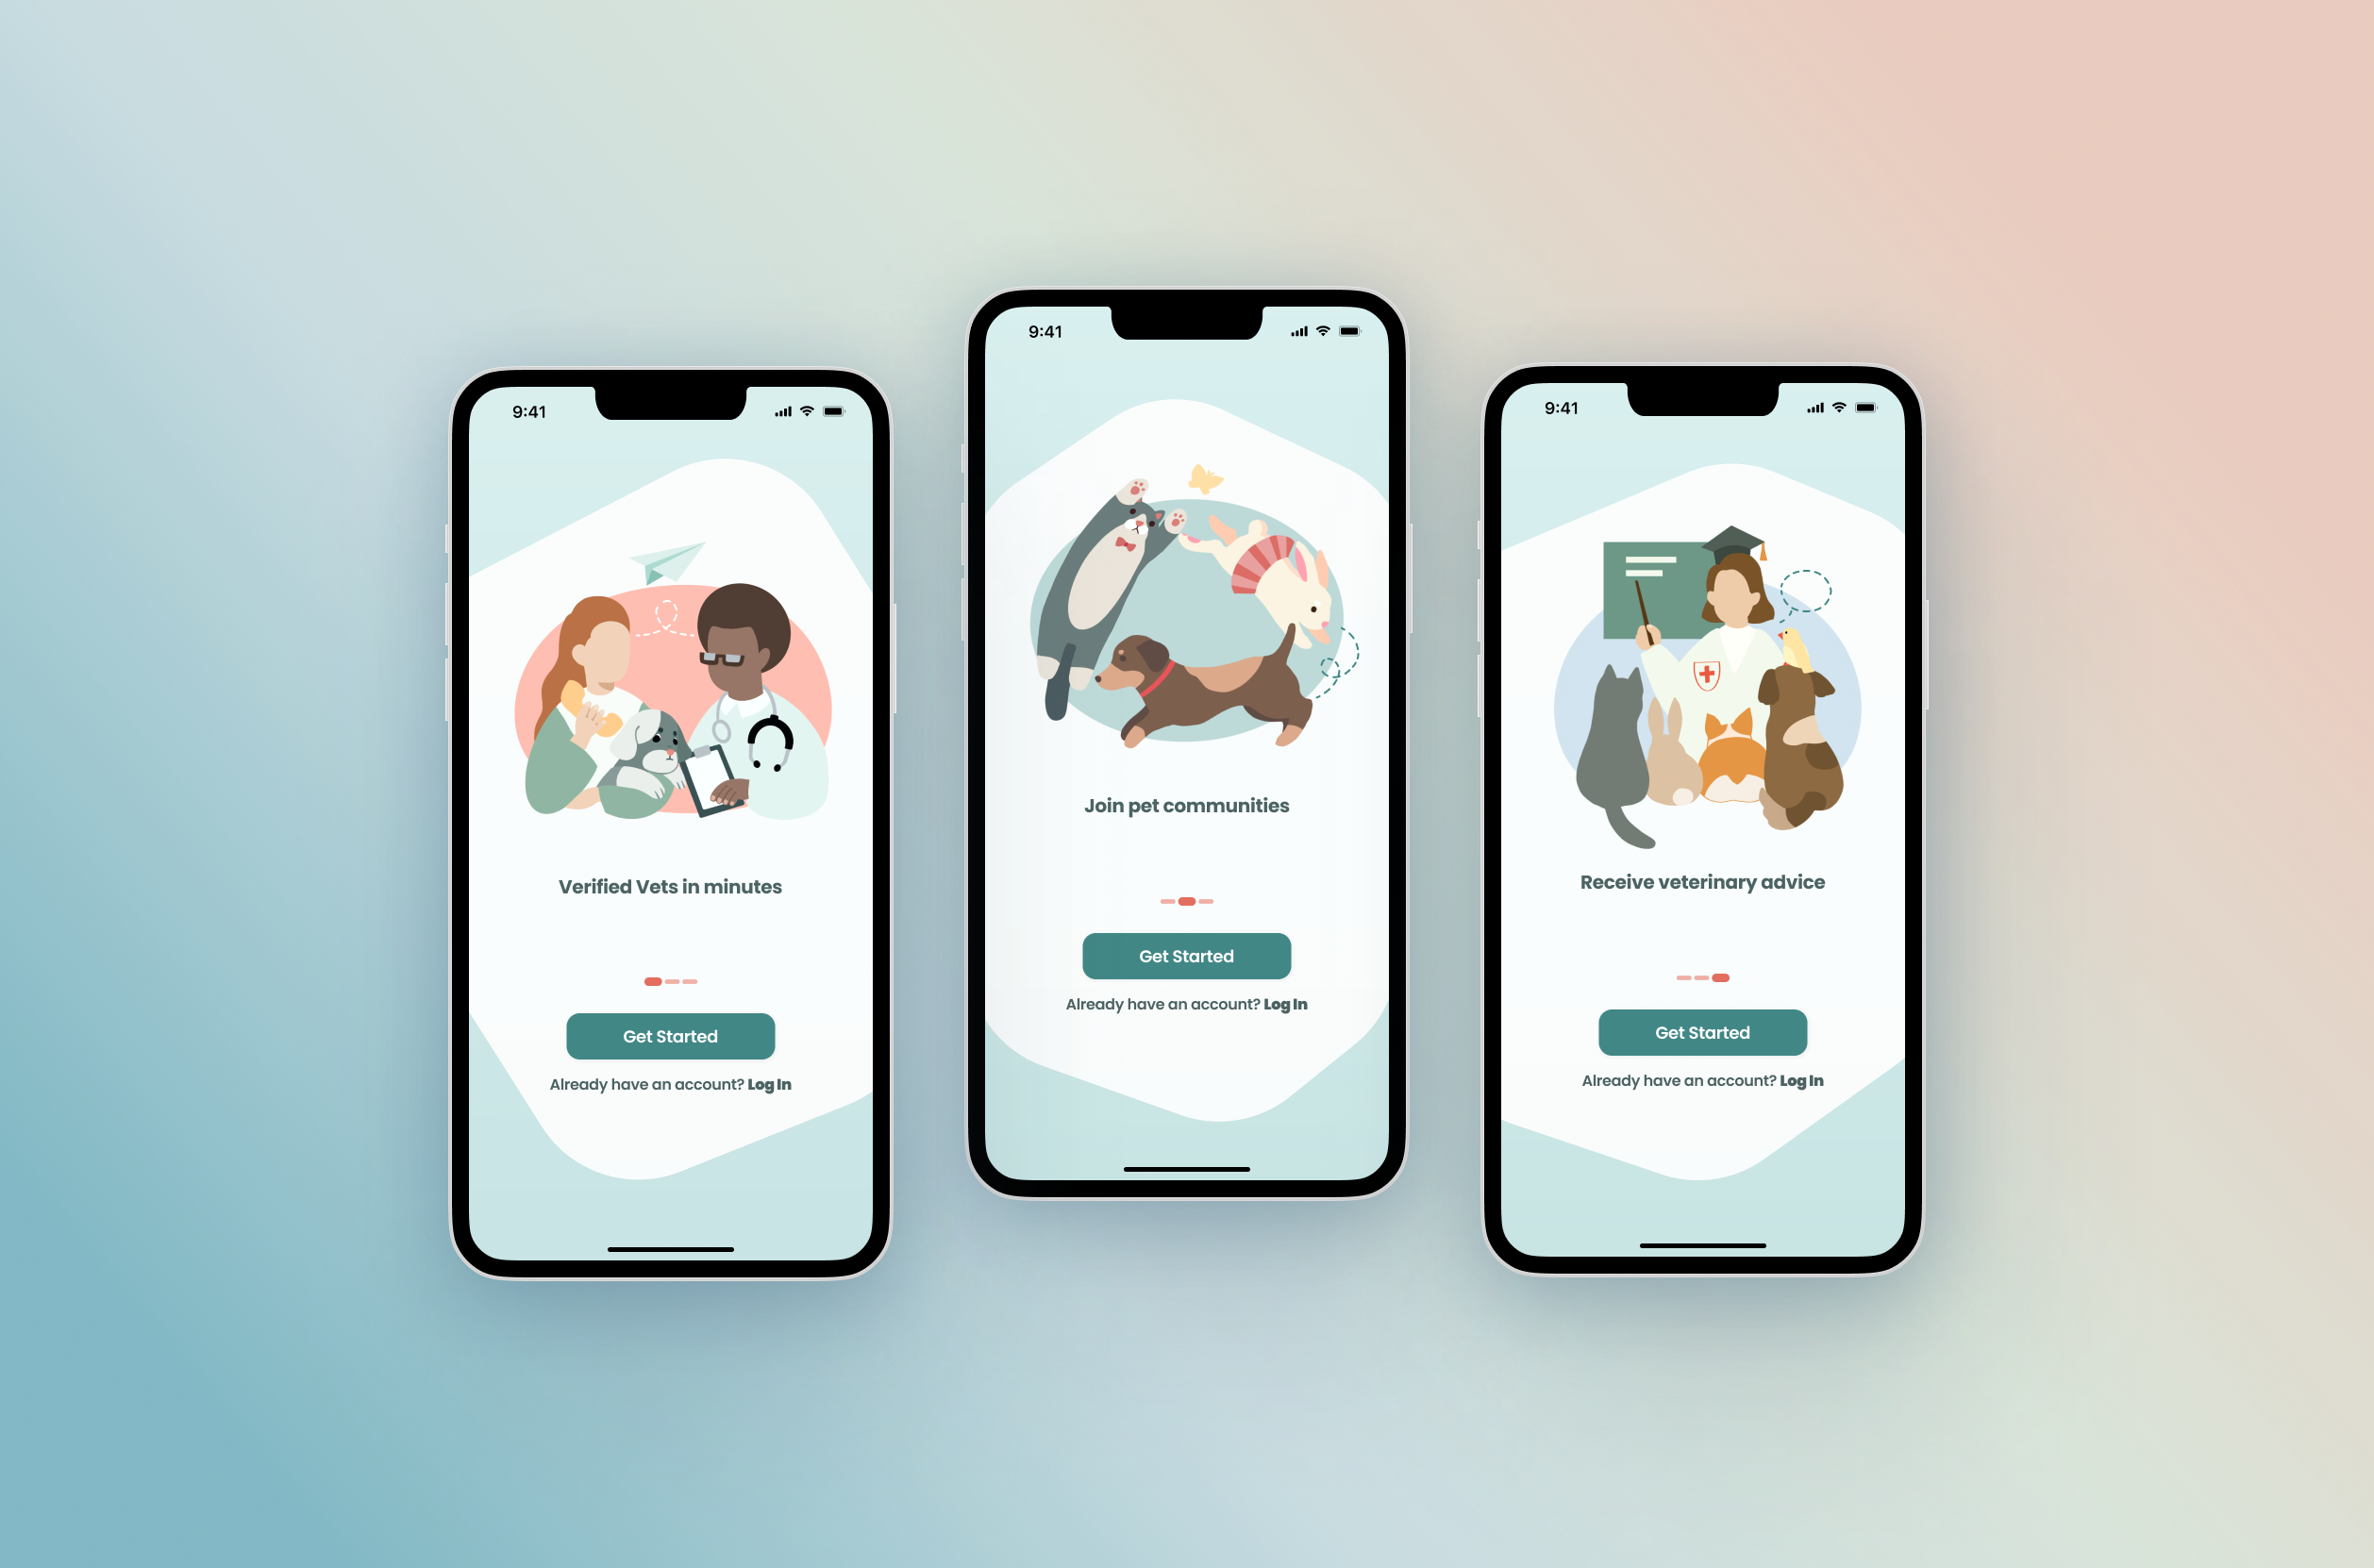 9:41
Verified Vets in minutes
Get Started
Already have an account? Log In
9:41
Join pet communities
Get Started
Already have an account? Log In
9:41
Receive veterinary advice
Get Started
Already have an account? Log In